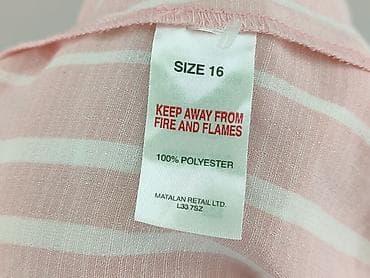 SIZE 16
KEEP AWAY FROM
FIRE AND FLAMES
100% POLYESTER
MATALAN RETAIL LTD.
L33 7SZ